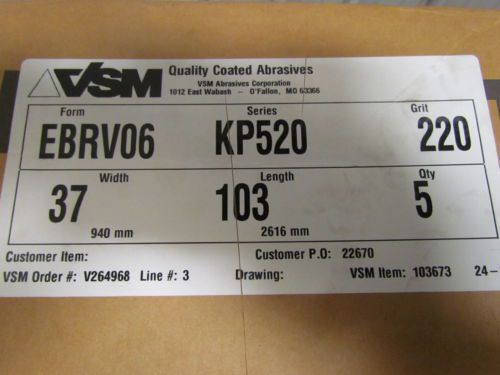 VSM Quality Coated Abrasives
VSM Abrasives Corporation
1012 East Wabash – O'Fallon, MO 63366
Form Series Grit
EBRV06 KP520 220
Width Length Qty
37 103 5
940 mm 2616 mm
Customer Item: Customer P.O: 22670
VSM Order #: V264968 Line #: 3 Drawing: VSM Item: 103673 24–